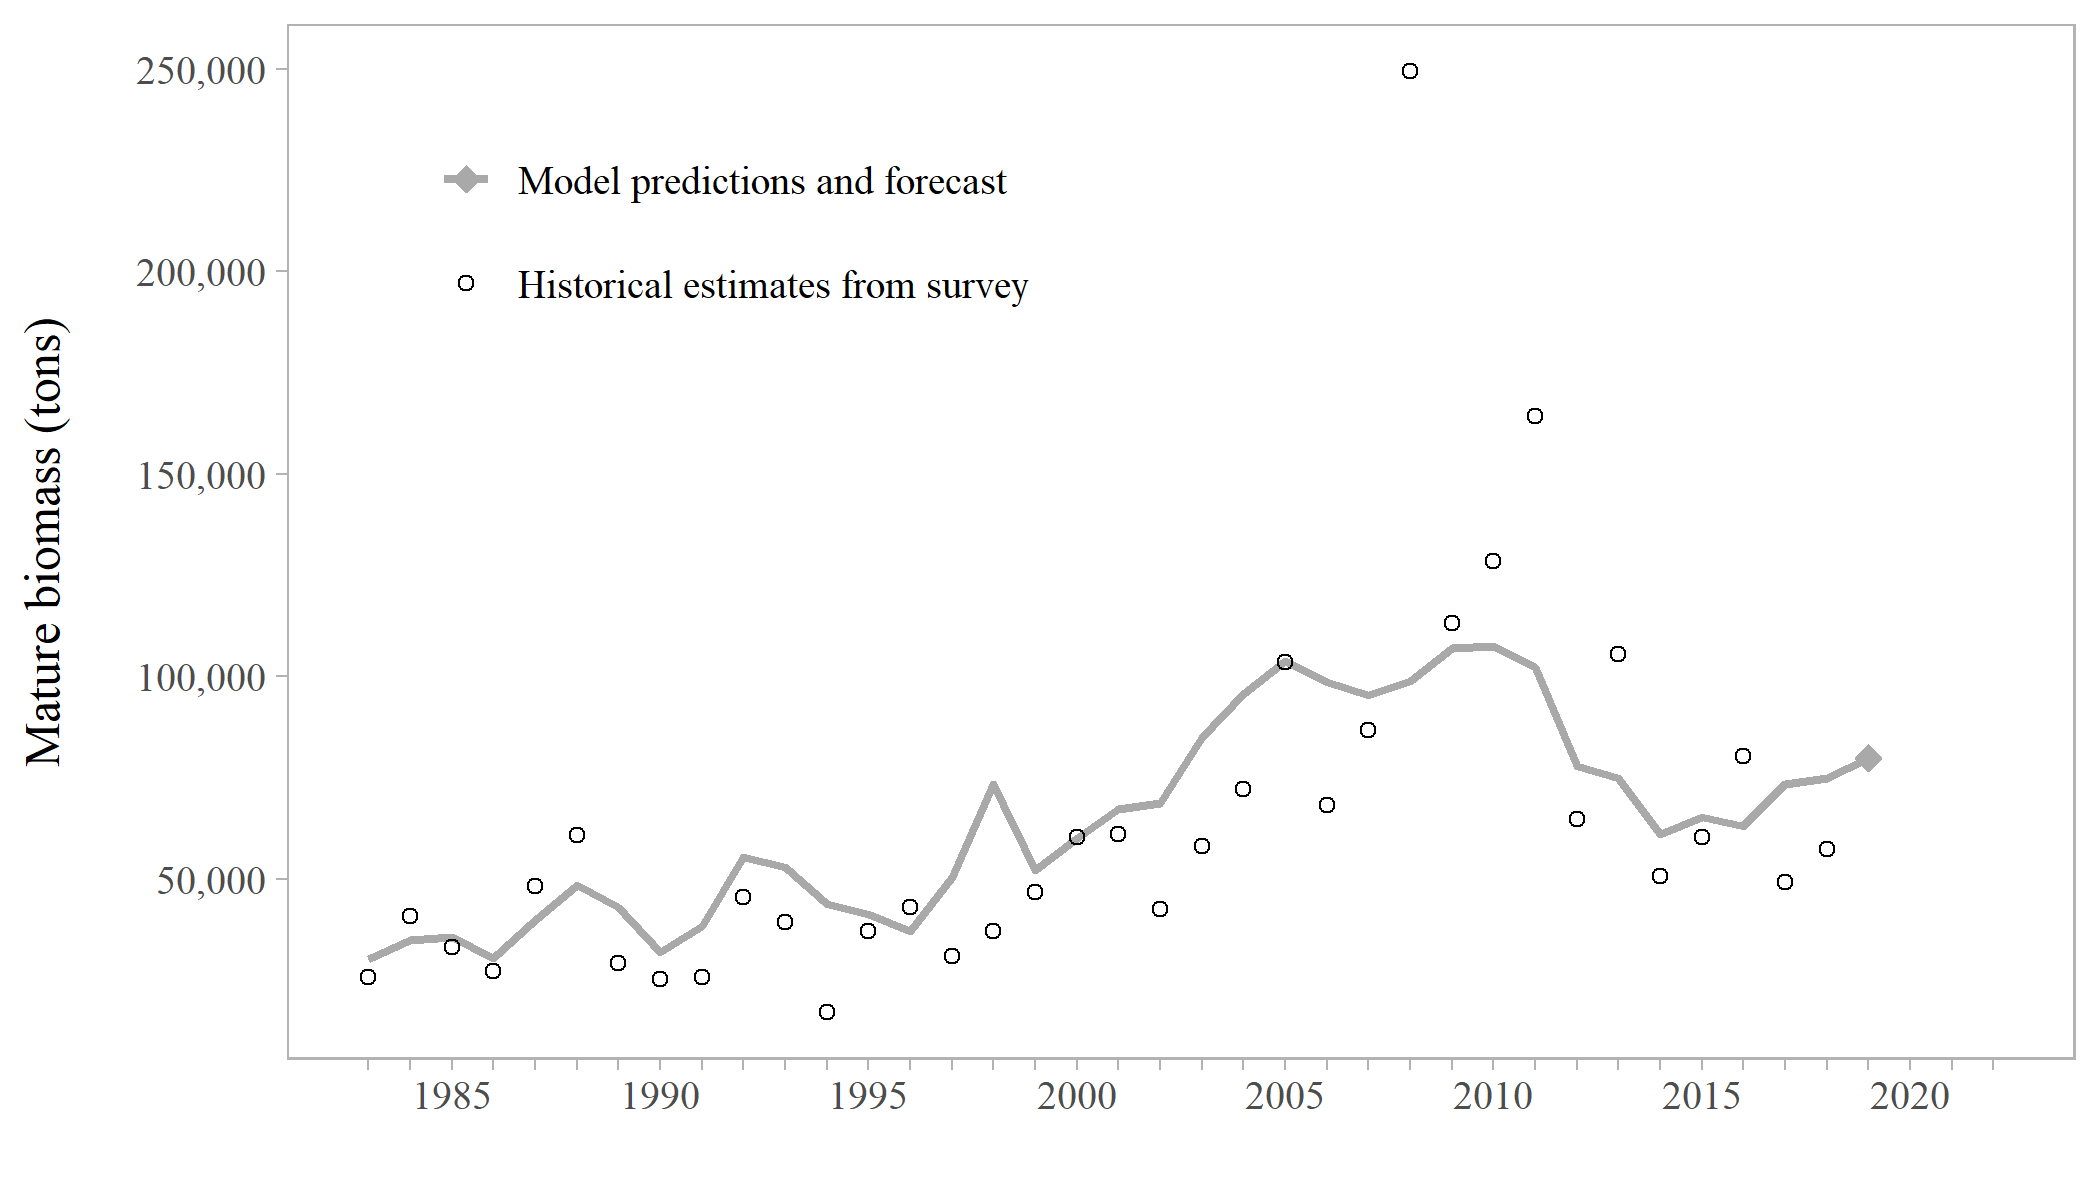 250,000
Model predictions and forecast
200,000
Historical estimates from survey
150,000
100,000
50,000
Mature biomass (tons)
1985 1990 1995 2000 2005 2010 2015 2020